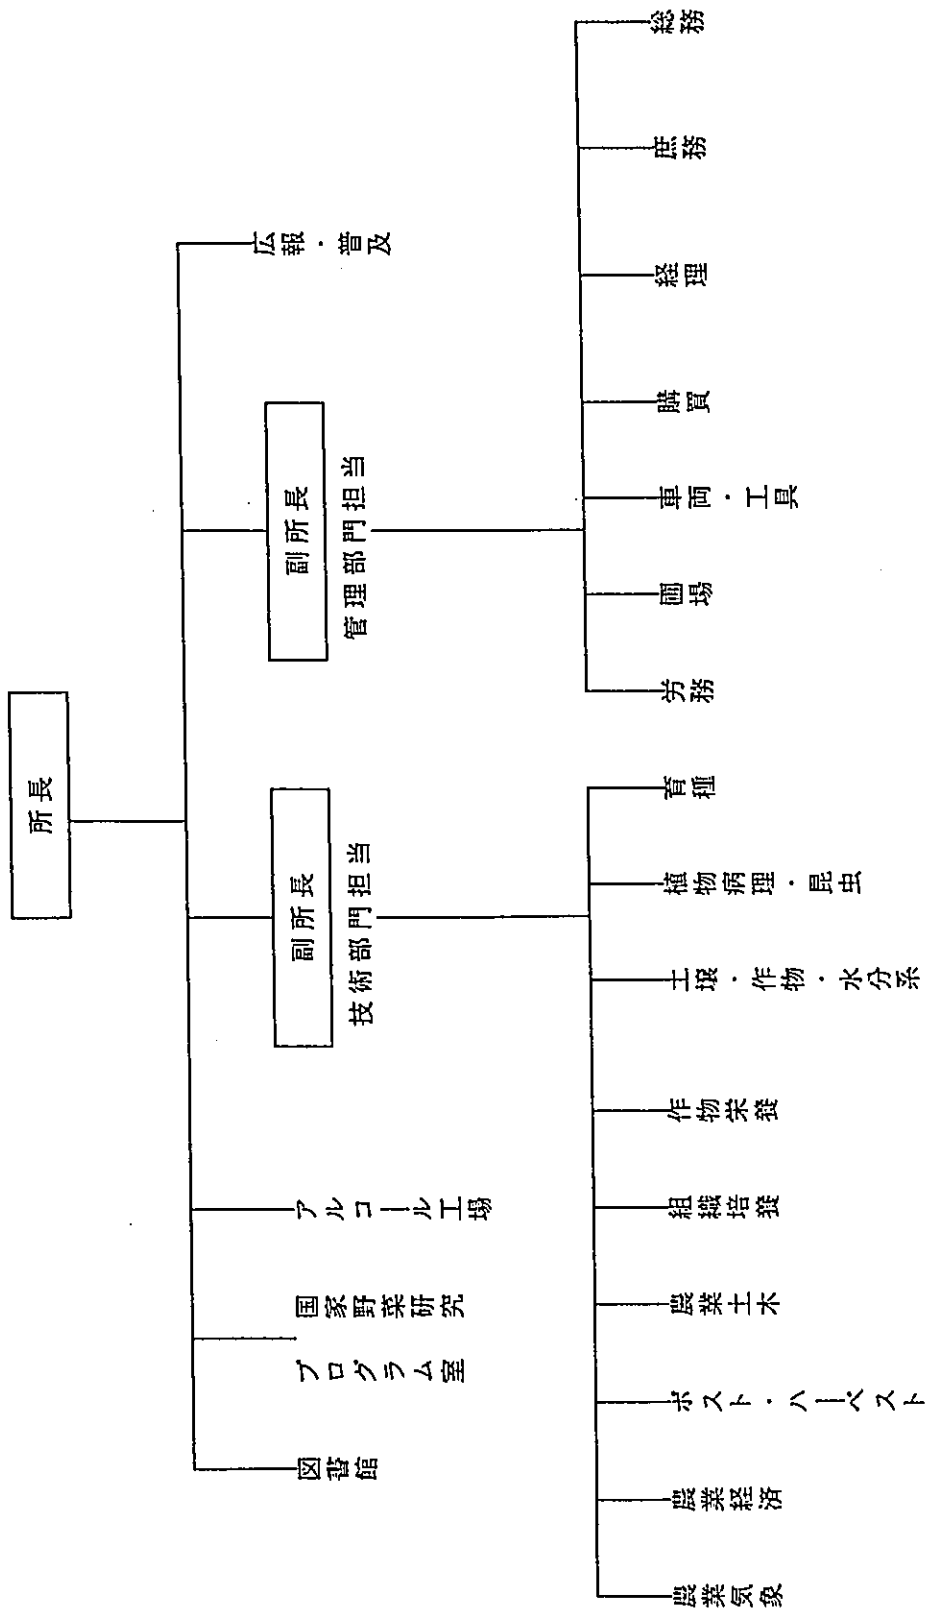 所長
図書館
国家野菜研究
プログラム室
アルコール工場
副所長
技術部門担当
副所長
管理部門担当
広報・普及
農業気象
農業経済
ポスト・ハーベスト
農業土木
組織培養
作物栄養
土壌・作物・水分系
植物病理・昆虫
育種
労務
圃場
車両・工具
購買
経理
庶務
総務